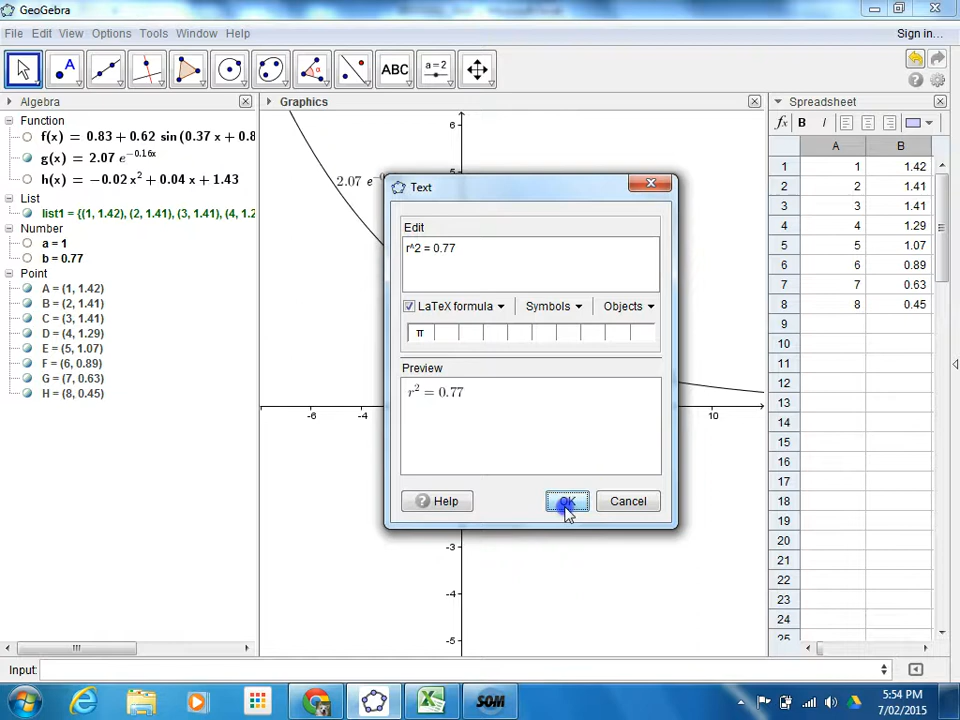 GeoGebra
File Edit View Options Tools Window Help
Sign in...
A
ABC
a = 2
Algebra
Graphics
Spreadsheet
Function
f(x) = 0.83 + 0.62 sin(0.37 x + 0.8
g(x) = 2.07 e^−0.16x
h(x) = −0.02 x² + 0.04 x + 1.43
List
list1 = {(1, 1.42), (2, 1.41), (3, 1.41), (4, 1.2
Number
a = 1
b = 0.77
Point
A = (1, 1.42)
B = (2, 1.41)
C = (3, 1.41)
D = (4, 1.29)
E = (5, 1.07)
F = (6, 0.89)
G = (7, 0.63)
H = (8, 0.45)
6
5
2.07 e
-6
-4
10
-3
-4
-5
Text
Edit
r^2 = 0.77
LaTeX formula
Symbols
Objects
π
Preview
r² = 0.77
Help
OK
Cancel
fx B I
A B
1 1 1.42
2 2 1.41
3 3 1.41
4 4 1.29
5 5 1.07
6 6 0.89
7 7 0.63
8 8 0.45
9
10
11
12
13
14
15
16
17
18
19
20
21
22
23
24
25
Input:
SOM
5:54 PM
7/02/2015